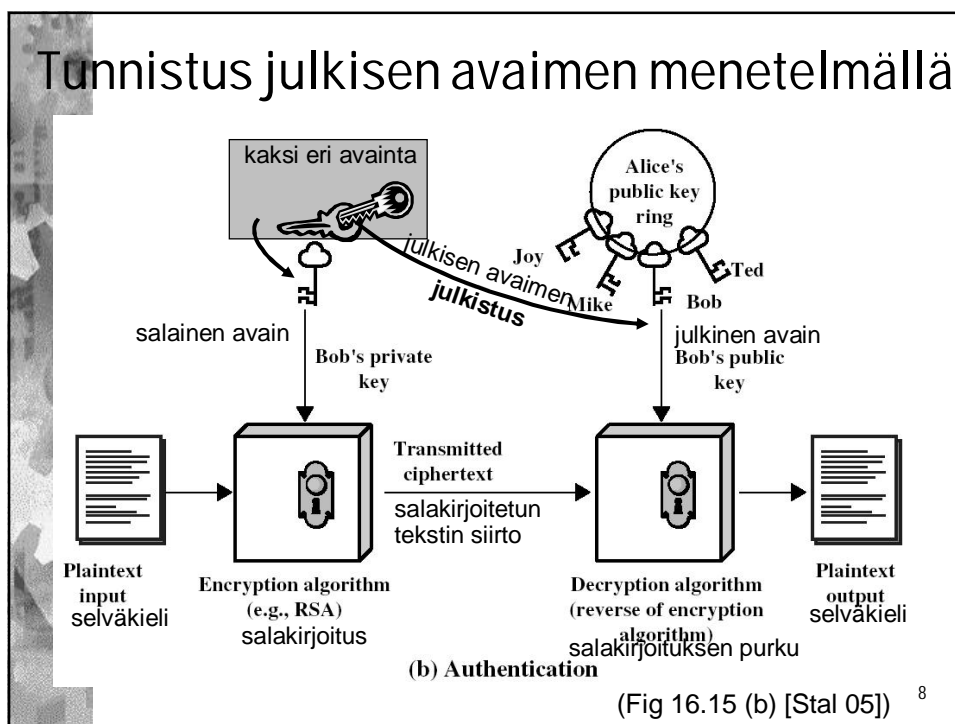 Tunnistus julkisen avaimen menetelmällä
kaksi eri avainta
Alice's
public key
ring
Joy
Mike
Bob
Ted
julkisen avaimen
julkistus
salainen avain
julkinen avain
Bob's private
key
Bob's public
key
Transmitted
ciphertext
salakirjoitetun
tekstin siirto
Plaintext
input
selväkieli
Encryption algorithm
(e.g., RSA)
salakirjoitus
Decryption algorithm
(reverse of encryption
algorithm)
salakirjoituksen purku
Plaintext
output
selväkieli
(b) Authentication
(Fig 16.15 (b) [Stal 05])
8